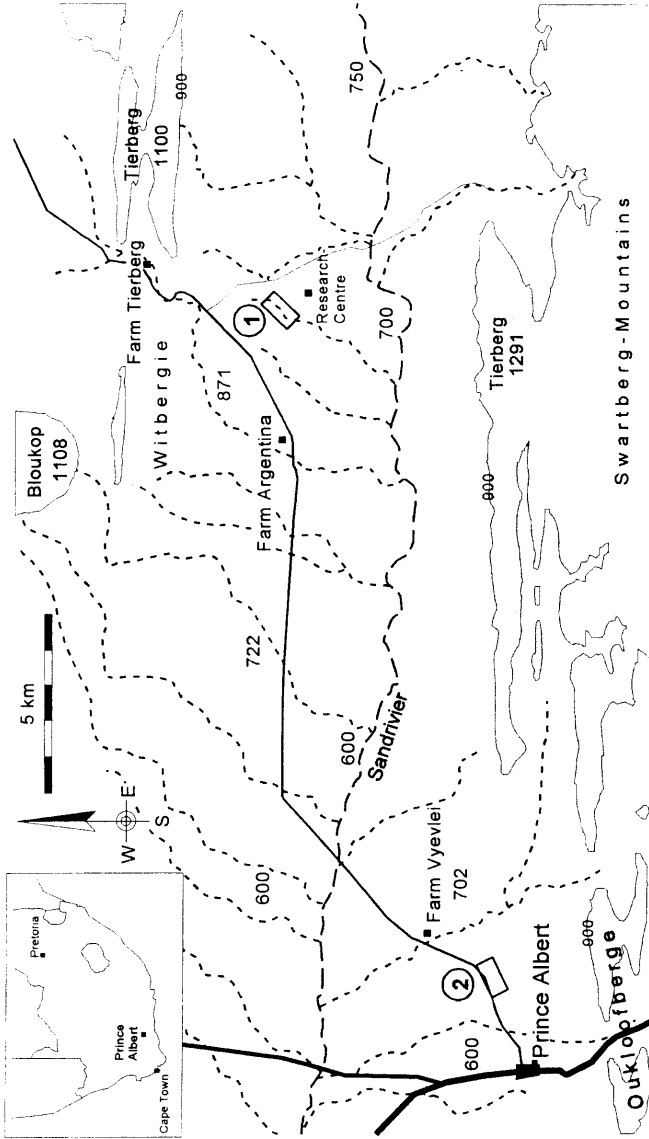 Pretoria
Prince
Albert
Cape Town
W
E
S
5 km
Bloukop
1108
Witbergie
Farm Tierberg
Tierberg
1100
900
871
1
Research
Centre
Farm Argentina
722
750
700
600
600
Sandrivier
Farm Vyevlei
702
2
600
Prince Albert
Tierberg
1291
900
900
Oukloofberge
Swartberg-Mountains